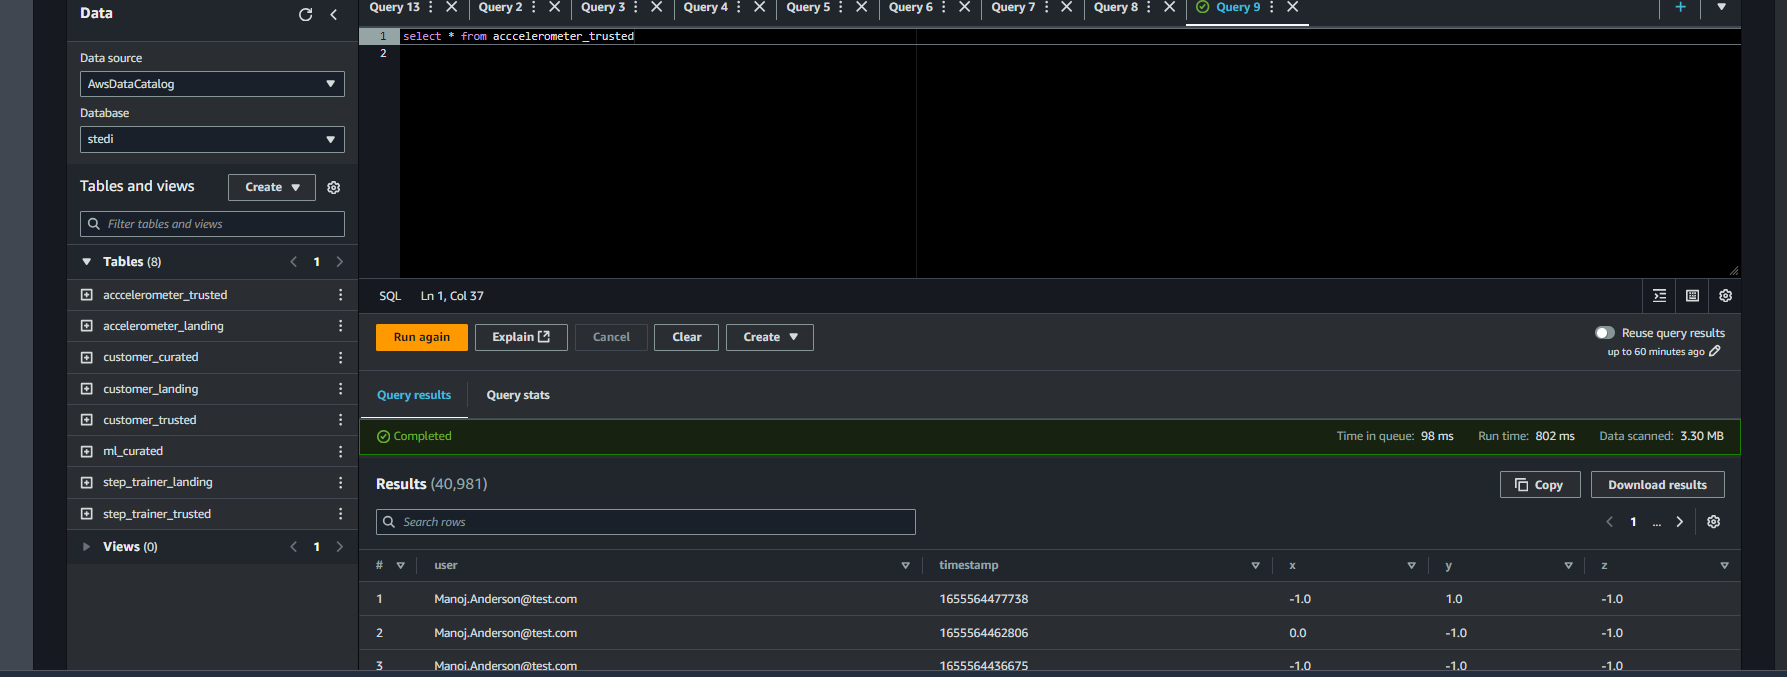 Data
Query 13
Query 2
Query 3
Query 4
Query 5
Query 6
Query 7
Query 8
Query 9
1 select * from acccelerometer_trusted
2
Data source
AwsDataCatalog
Database
stedi
Tables and views
Create
Filter tables and views
Tables (8)
1
acccelerometer_trusted
accelerometer_landing
customer_curated
customer_landing
customer_trusted
ml_curated
step_trainer_landing
step_trainer_trusted
Views (0)
1
SQL Ln 1, Col 37
Run again
Explain
Cancel
Clear
Create
Reuse query results
up to 60 minutes ago
Query results
Query stats
Completed
Time in queue: 98 ms Run time: 802 ms Data scanned: 3.30 MB
Results (40,981)
Copy
Download results
Search rows
1 ...
# user timestamp x y z
1 Manoj.Anderson@test.com 1655564477738 -1.0 1.0 -1.0
2 Manoj.Anderson@test.com 1655564462806 0.0 -1.0 -1.0
3 Manoj.Anderson@test.com 1655564436675 -1.0 -1.0 -1.0